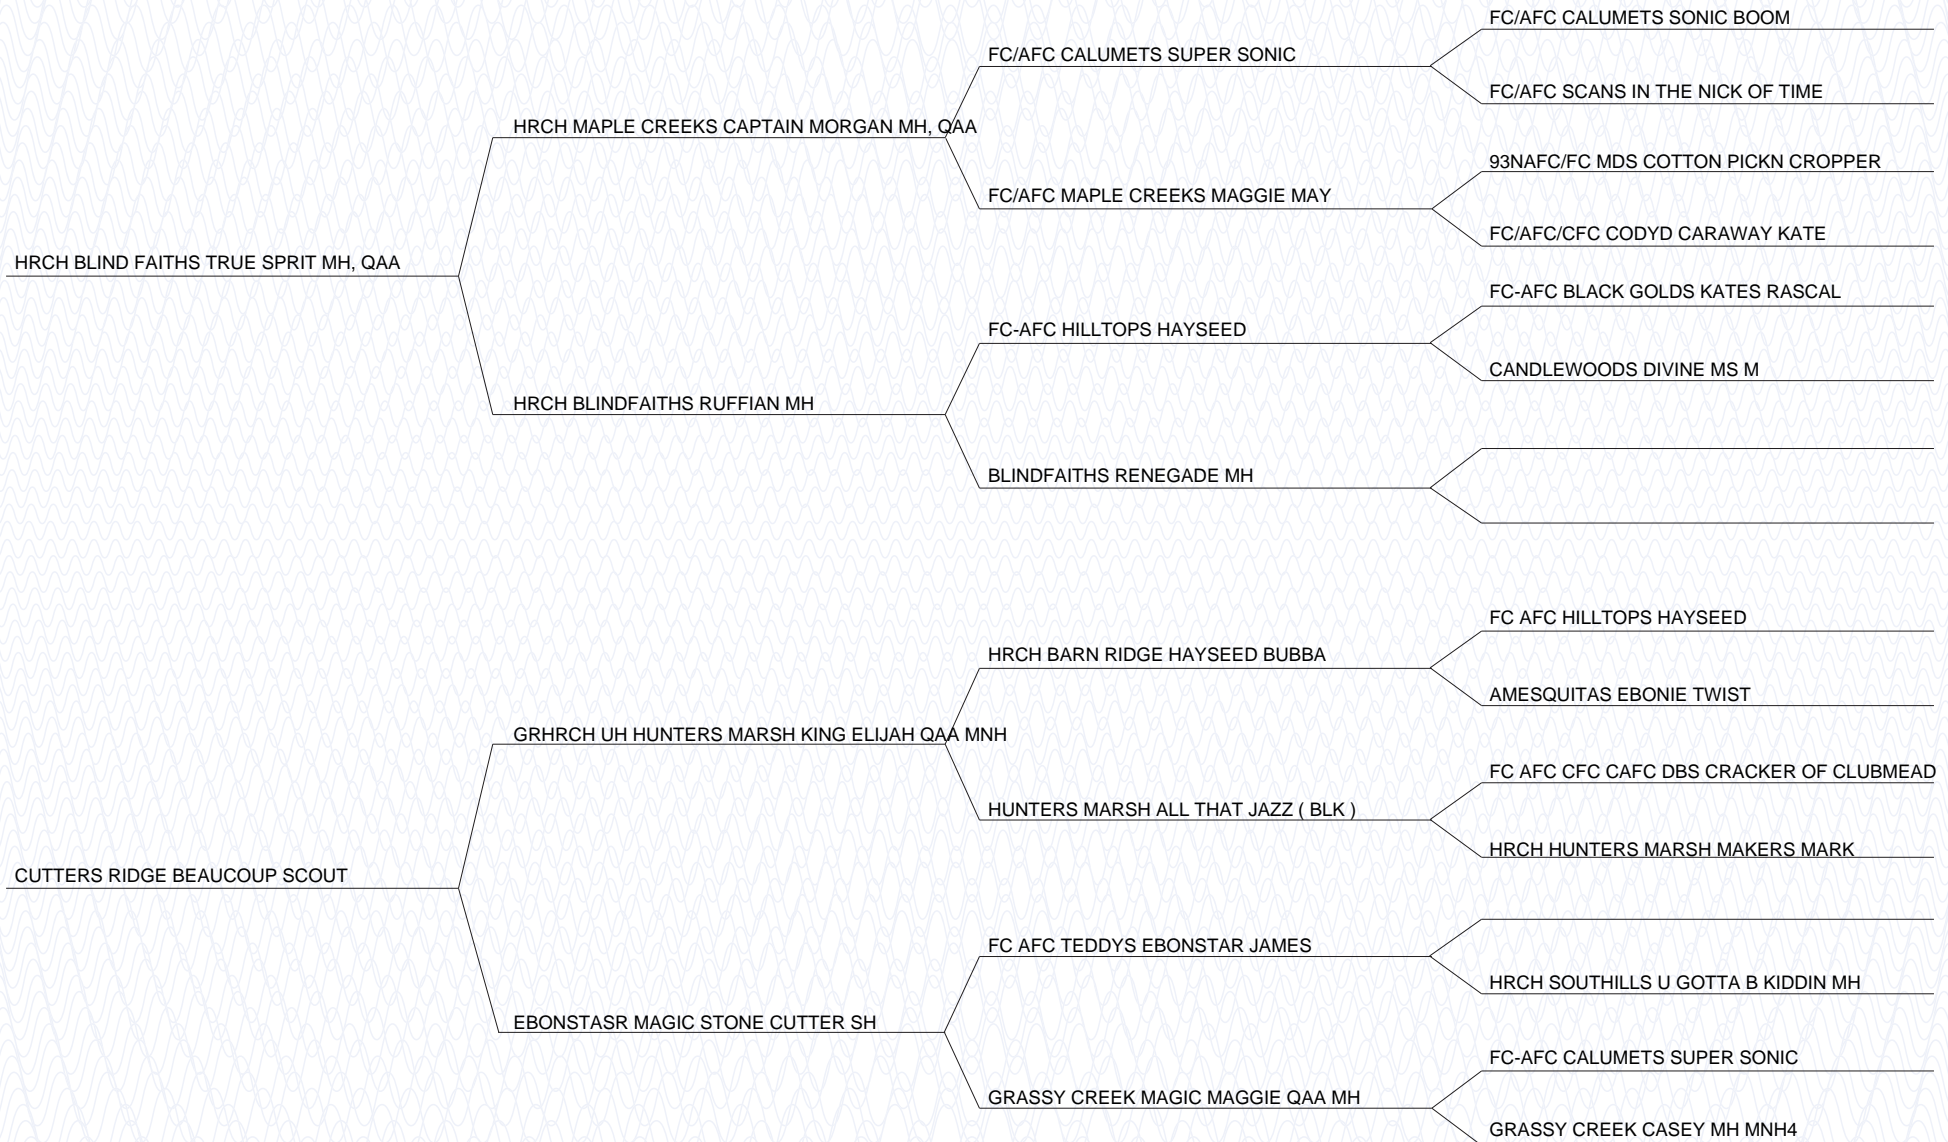 FC/AFC CALUMETS SONIC BOOM
FC/AFC CALUMETS SUPER SONIC
FC/AFC SCANS IN THE NICK OF TIME
HRCH MAPLE CREEKS CAPTAIN MORGAN MH, QAA
93NAFC/FC MDS COTTON PICKN CROPPER
FC/AFC MAPLE CREEKS MAGGIE MAY
FC/AFC/CFC CODYD CARAWAY KATE
HRCH BLIND FAITHS TRUE SPRIT MH, QAA
FC-AFC BLACK GOLDS KATES RASCAL
FC-AFC HILLTOPS HAYSEED
CANDLEWOODS DIVINE MS M
HRCH BLINDFAITHS RUFFIAN MH
BLINDFAITHS RENEGADE MH
FC AFC HILLTOPS HAYSEED
HRCH BARN RIDGE HAYSEED BUBBA
AMESQUITAS EBONIE TWIST
GRHRCH UH HUNTERS MARSH KING ELIJAH QAA MNH
FC AFC CFC CAFC DBS CRACKER OF CLUBMEAD
HUNTERS MARSH ALL THAT JAZZ ( BLK )
HRCH HUNTERS MARSH MAKERS MARK
CUTTERS RIDGE BEAUCOUP SCOUT
FC AFC TEDDYS EBONSTAR JAMES
HRCH SOUTHILLS U GOTTA B KIDDIN MH
EBONSTASR MAGIC STONE CUTTER SH
FC-AFC CALUMETS SUPER SONIC
GRASSY CREEK MAGIC MAGGIE QAA MH
GRASSY CREEK CASEY MH MNH4